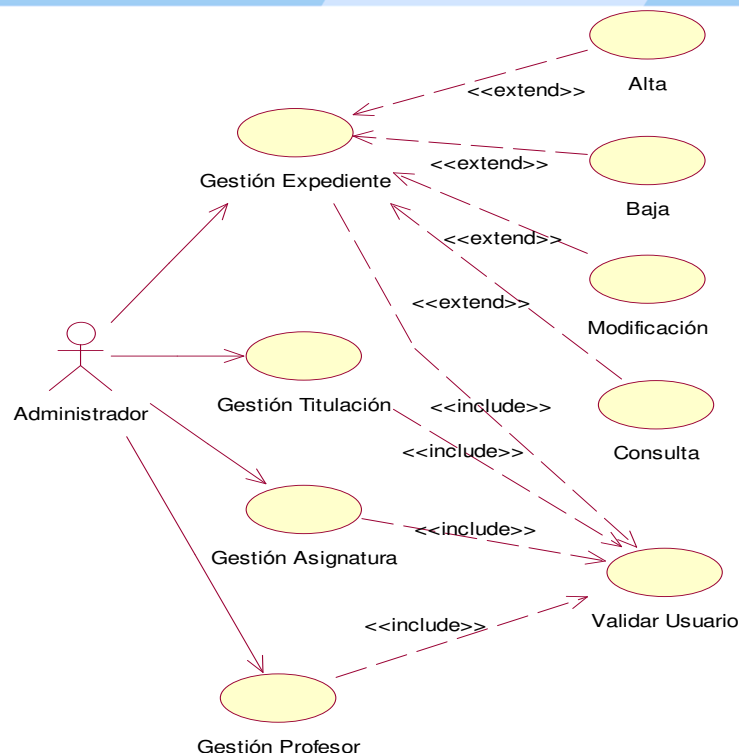 Alta
<<extend>>
Gestión Expediente
<<extend>>
Baja
<<extend>>
Modificación
<<extend>>
Gestión Titulación
<<include>>
Administrador
<<include>>
Consulta
Gestión Asignatura
<<include>>
Validar Usuario
<<include>>
Gestión Profesor